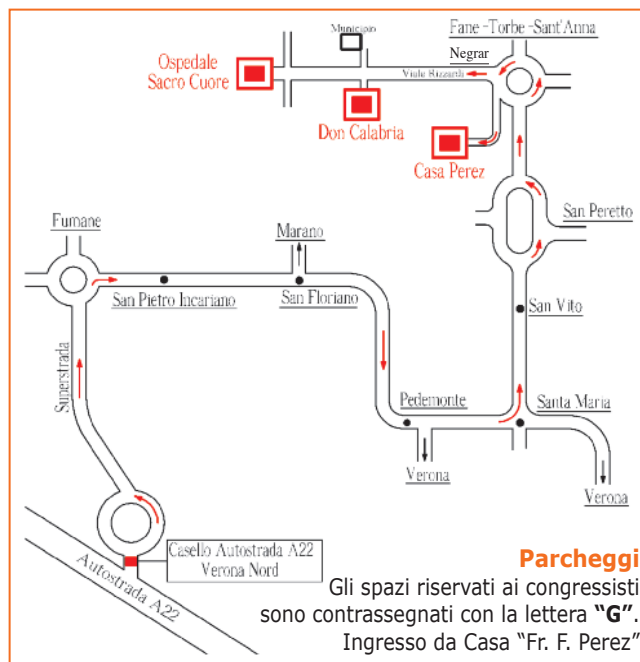 Municipio
Fane -Torbe -Sant'Anna
Negrar
Ospedale
Sacro Cuore
Viale Rizzardi
Don Calabria
Casa Perez
San Peretto
Fumane
Marano
San Pietro Incariano
San Floriano
San Vito
Superstrada
Pedemonte
Santa Maria
Verona
Verona
Casello Autostrada A22
Verona Nord
Autostrada A22
Parcheggi
Gli spazi riservati ai congressisti
sono contrassegnati con la lettera "G".
Ingresso da Casa "Fr. F. Perez"